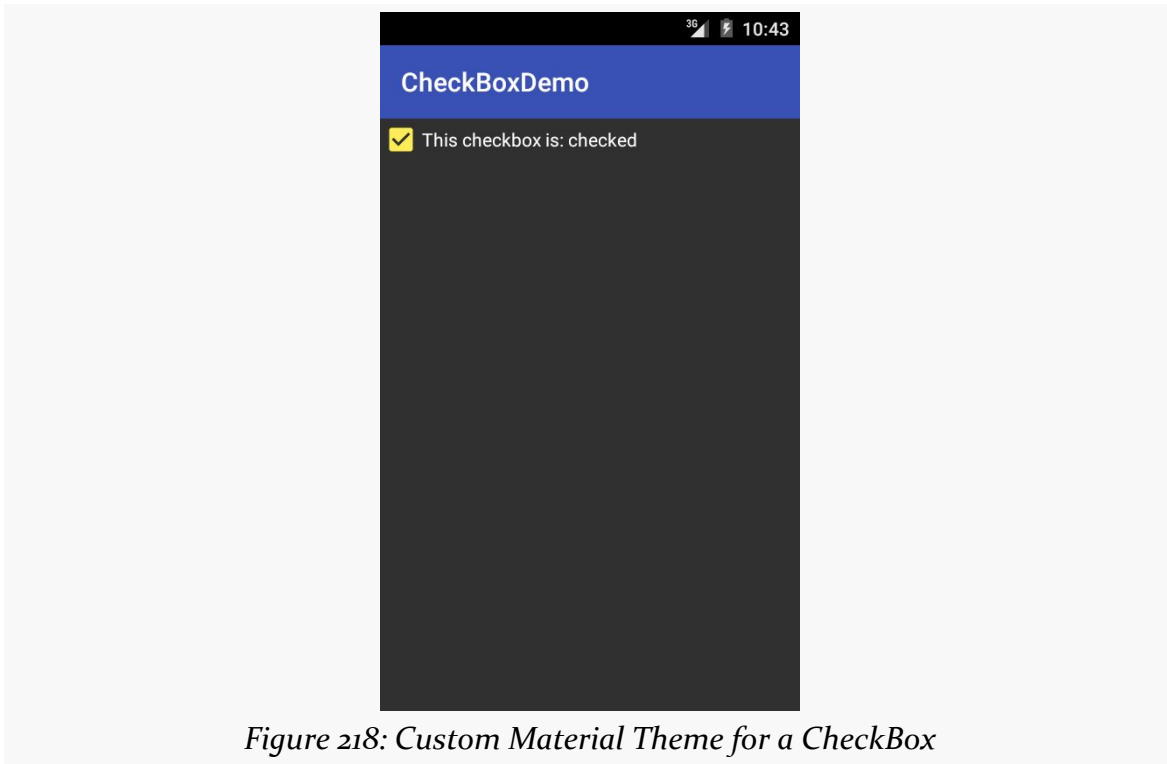 3G 10:43
CheckBoxDemo
This checkbox is: checked
Figure 218: Custom Material Theme for a CheckBox